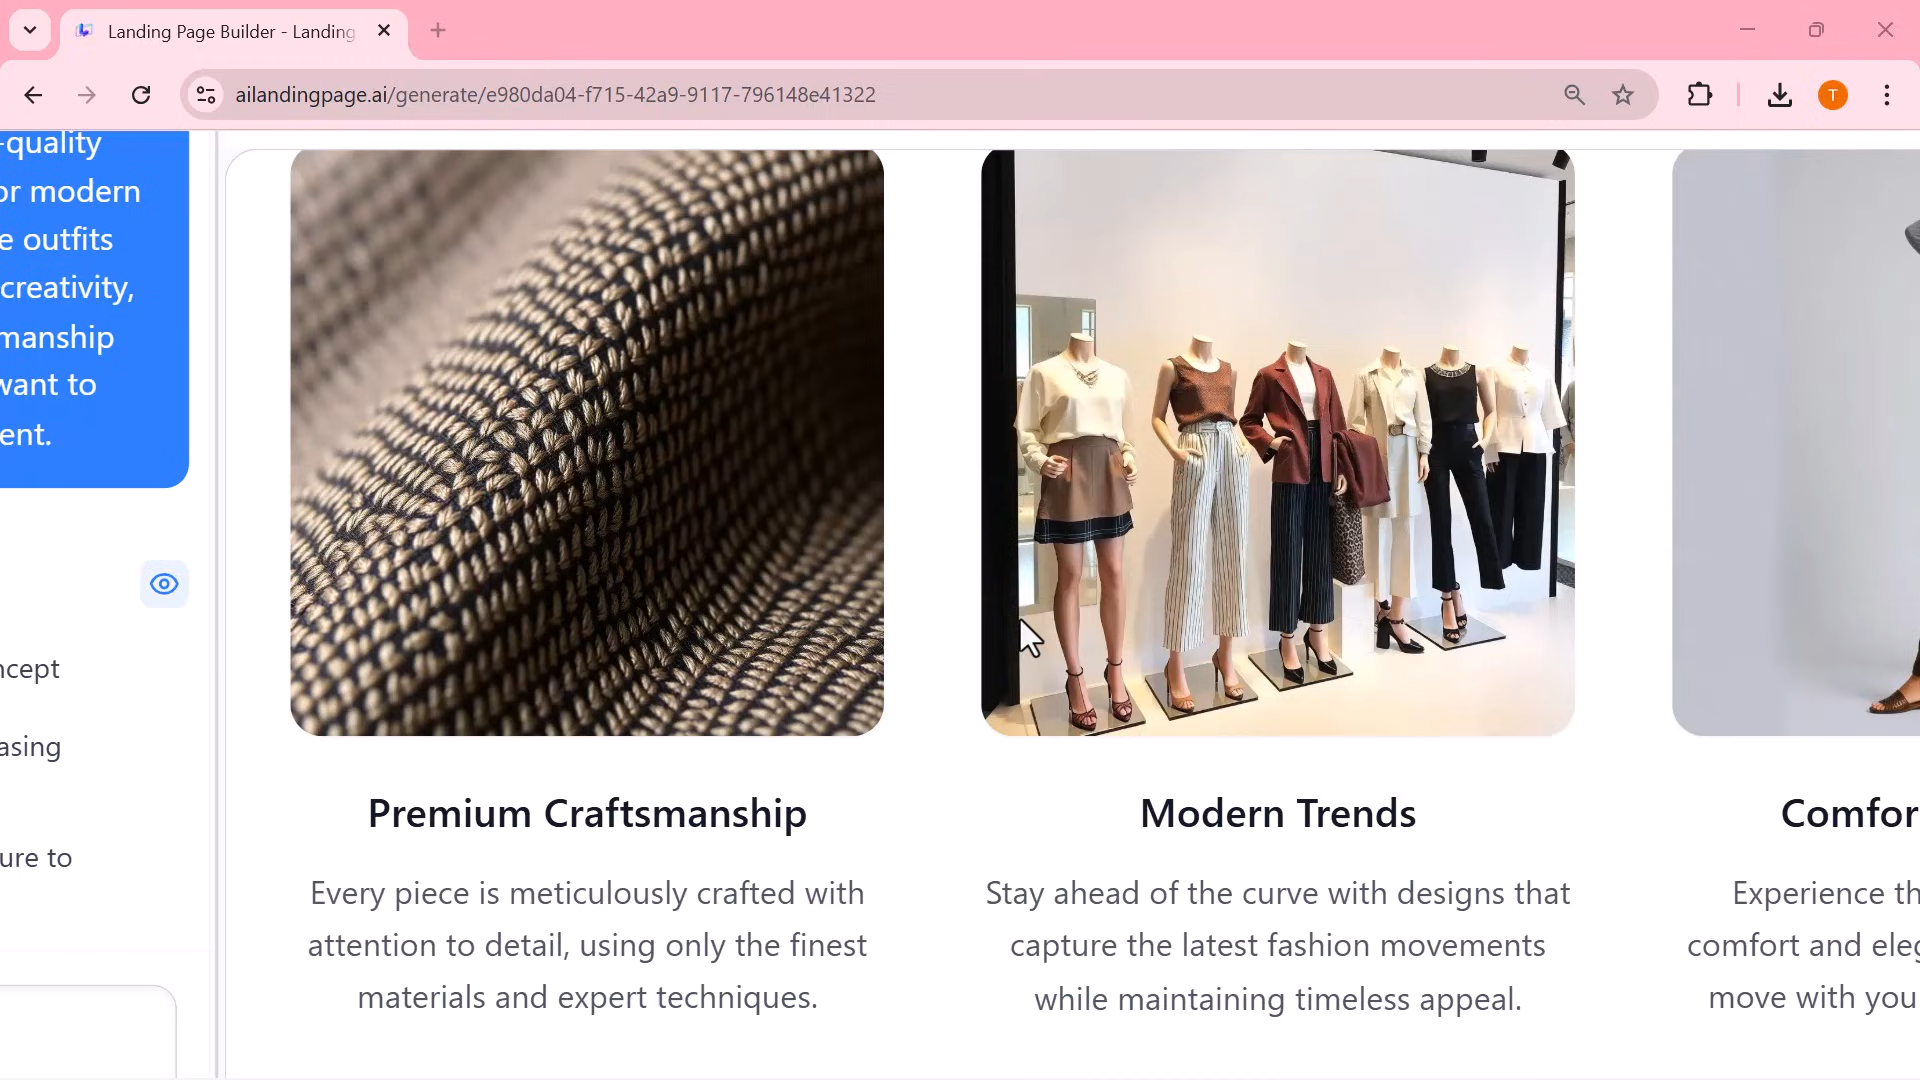 Landing Page Builder - Landing
ailandingpage.ai/generate/e980da04-f715-42a9-9117-796148e41322
T
-quality
or modern
e outfits
creativity,
manship
want to
ent.
ncept
asing
ure to
Premium Craftsmanship
Every piece is meticulously crafted with
attention to detail, using only the finest
materials and expert techniques.
Modern Trends
Stay ahead of the curve with designs that
capture the latest fashion movements
while maintaining timeless appeal.
Comfor
Experience th
comfort and eleg
move with you